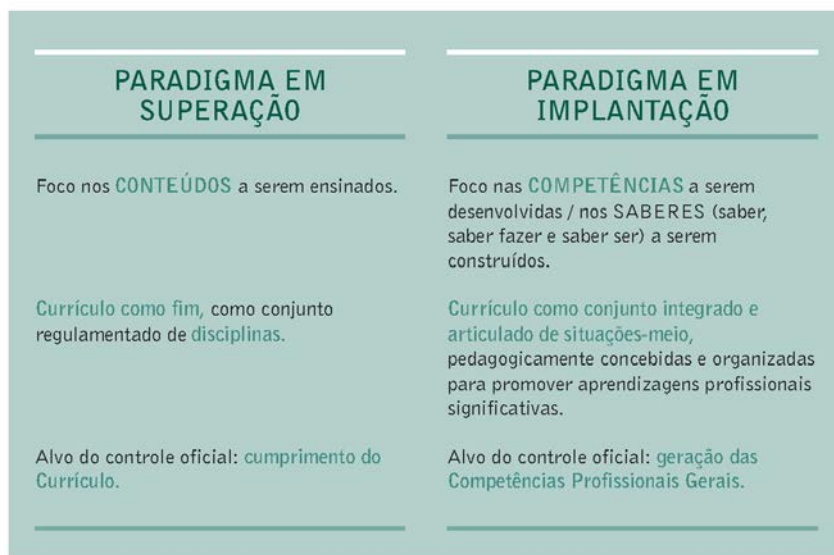 PARADIGMA EM
SUPERAÇÃO
Foco nos CONTEÚDOS a serem ensinados.
Currículo como fim, como conjunto
regulamentado de disciplinas.
Alvo do controle oficial: cumprimento do
Currículo.
PARADIGMA EM
IMPLANTAÇÃO
Foco nas COMPETÊNCIAS a serem
desenvolvidas / nos SABERES (saber,
saber fazer e saber ser) a serem
construídos.
Currículo como conjunto integrado e
articulado de situações-meio,
pedagogicamente concebidas e organizadas
para promover aprendizagens profissionais
significativas.
Alvo do controle oficial: geração das
Competências Profissionais Gerais.